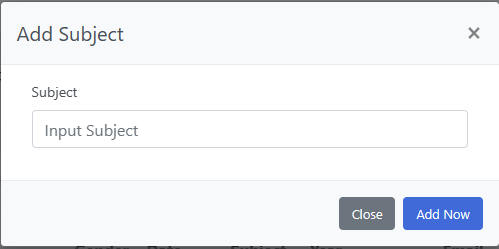 Add Subject
×
Subject
Input Subject
Close
Add Now